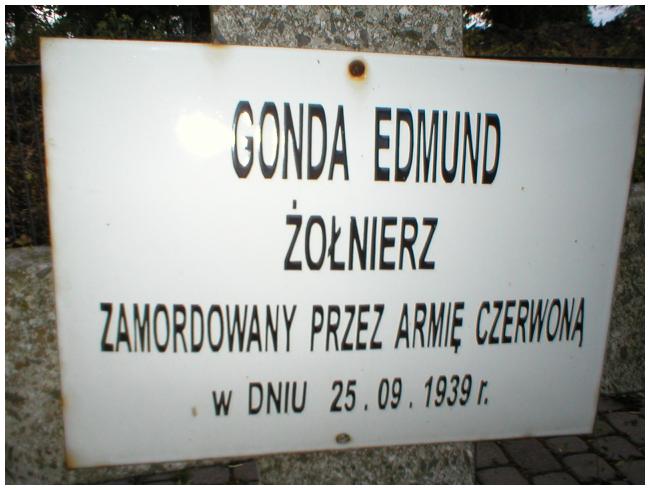 GONDA EDMUND
ŻOŁNIERZ
ZAMORDOWANY PRZEZ ARMIĘ CZERWONĄ
w DNIU 25.09.1939 r.